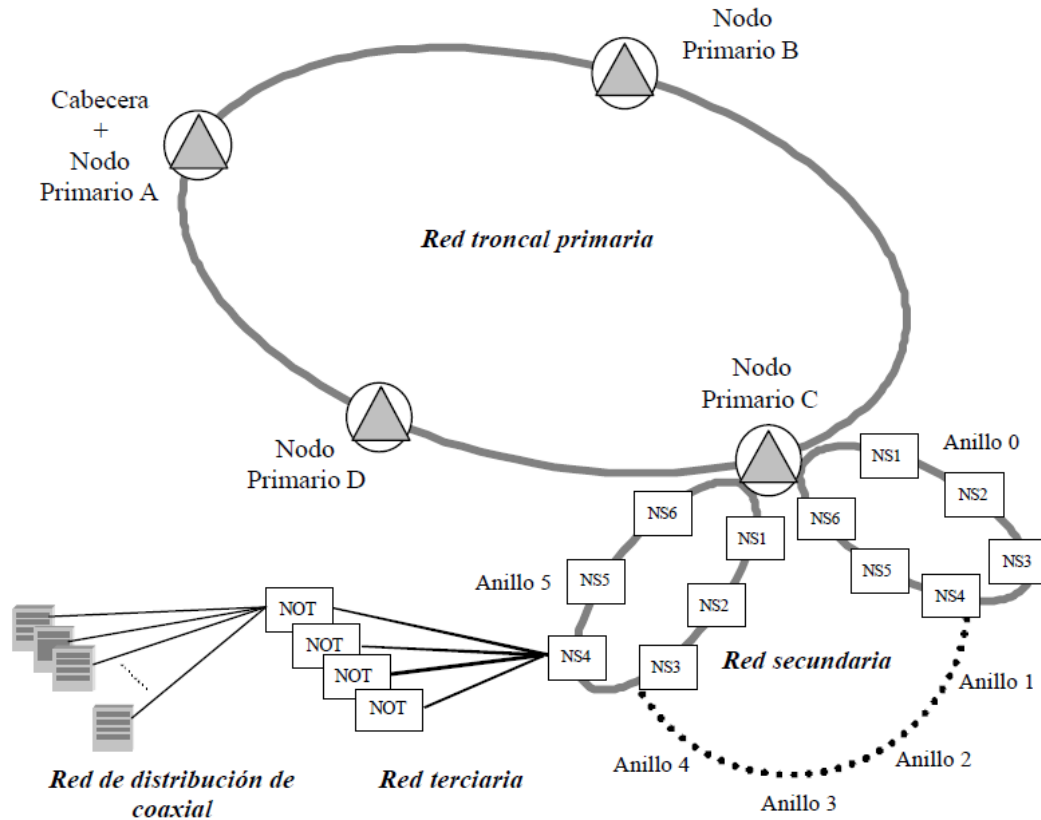 Nodo
Primario B
Cabecera
+
Nodo
Primario A
Red troncal primaria
Nodo
Primario C
Nodo
Primario D
Anillo 0
NS1
NS2
NS3
NS4
NS5
NS6
NS6
NS1
Anillo 5
NS5
NS2
NS4
NS3
Red secundaria
NOT
NOT
NOT
NOT
Anillo 1
Anillo 2
Anillo 3
Anillo 4
Red de distribución de
coaxial
Red terciaria